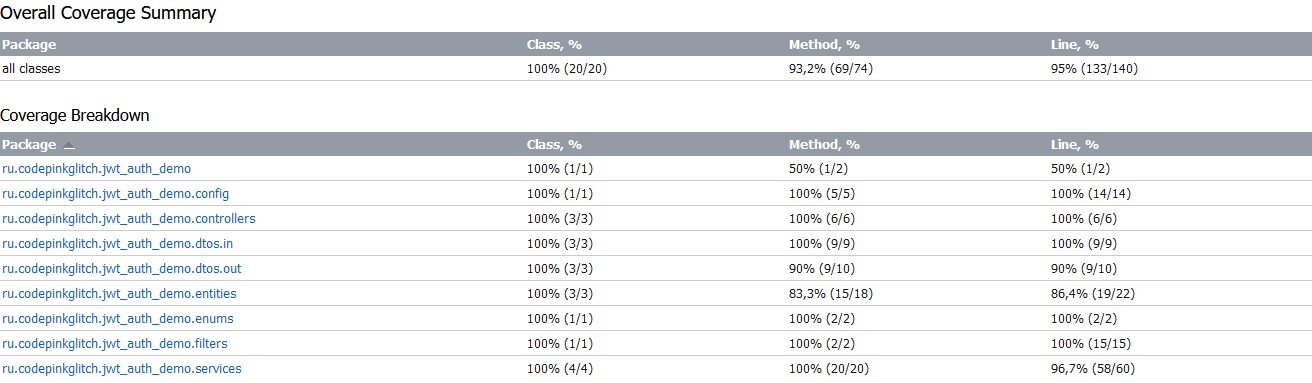 Overall Coverage Summary
Package Class, % Method, % Line, %
all classes 100% (20/20) 93,2% (69/74) 95% (133/140)
Coverage Breakdown
Package Class, % Method, % Line, %
ru.codepinkglitch.jwt_auth_demo 100% (1/1) 50% (1/2) 50% (1/2)
ru.codepinkglitch.jwt_auth_demo.config 100% (1/1) 100% (5/5) 100% (14/14)
ru.codepinkglitch.jwt_auth_demo.controllers 100% (3/3) 100% (6/6) 100% (6/6)
ru.codepinkglitch.jwt_auth_demo.dtos.in 100% (3/3) 100% (9/9) 100% (9/9)
ru.codepinkglitch.jwt_auth_demo.dtos.out 100% (3/3) 90% (9/10) 90% (9/10)
ru.codepinkglitch.jwt_auth_demo.entities 100% (3/3) 83,3% (15/18) 86,4% (19/22)
ru.codepinkglitch.jwt_auth_demo.enums 100% (1/1) 100% (2/2) 100% (2/2)
ru.codepinkglitch.jwt_auth_demo.filters 100% (1/1) 100% (2/2) 100% (15/15)
ru.codepinkglitch.jwt_auth_demo.services 100% (4/4) 100% (20/20) 96,7% (58/60)